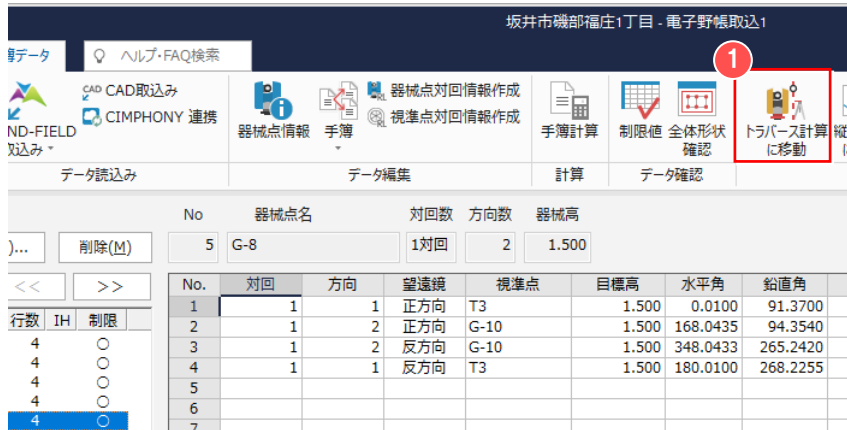 坂井市磯部福庄1丁目 - 電子野帳取込1
簿データ ヘルプ・FAQ検索
1
CAD CAD取込み
CIMPHONY 連携
ND-FIELD
取込み
器械点情報
手簿
器械点対回情報作成
視準点対回情報作成
手簿計算
制限値
全体形状
確認
トラバース計算
に移動
データ読込み データ編集 計算 データ確認
No 器械点名 対回数 方向数 器械高
)... 削除(M) 5 G-8 1対回 2 1.500
<< >>
No. 対回 方向 望遠鏡 視準点 目標高 水平角 鉛直角
1 1 1 正方向 T3 1.500 0.0100 91.3700
2 1 2 正方向 G-10 1.500 168.0435 94.3540
3 1 2 反方向 G-10 1.500 348.0433 265.2420
4 1 1 反方向 T3 1.500 180.0100 268.2255
5
6
7
行数 IH 制限
4 ○
4 ○
4 ○
4 ○
4 ○